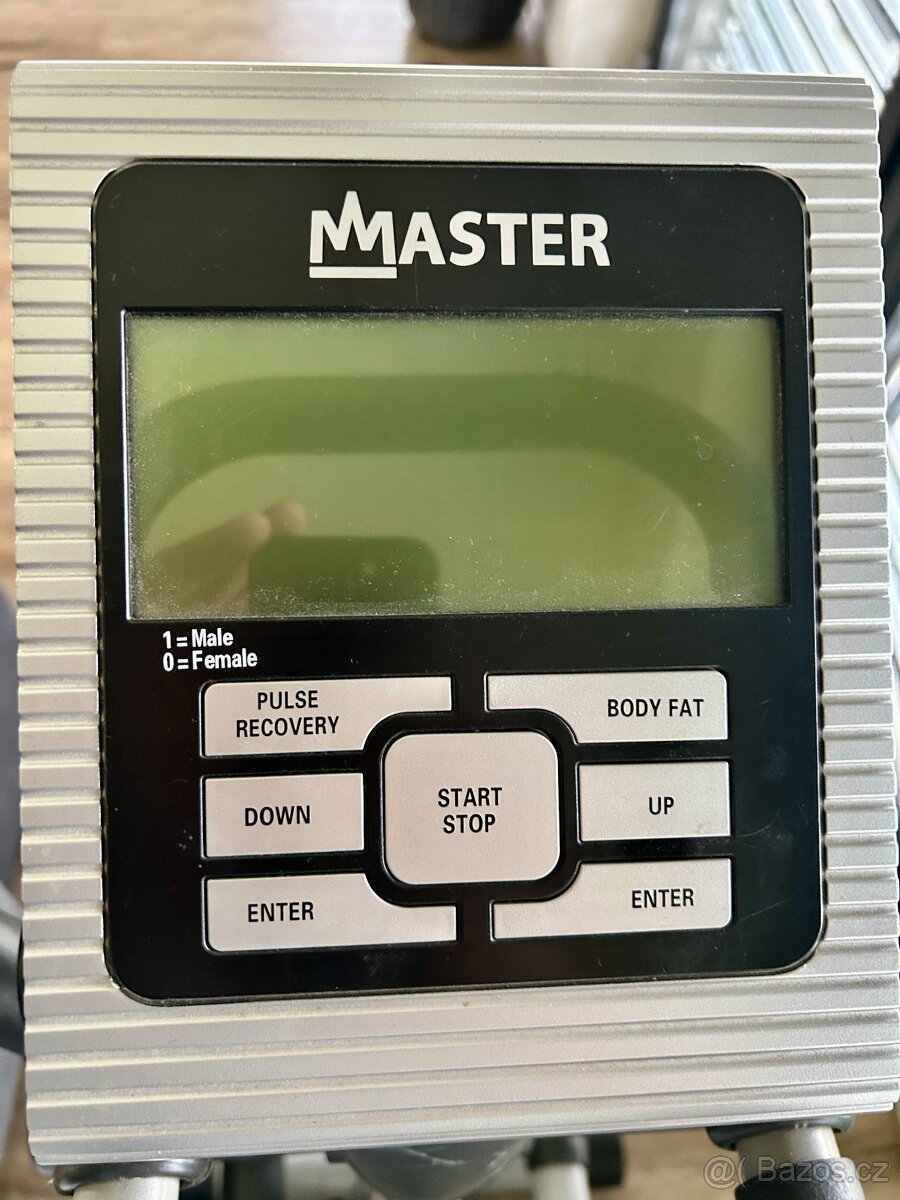 MASTER
1 = Male
0 = Female
PULSE
RECOVERY
BODY FAT
DOWN
START
STOP
UP
ENTER
ENTER
@( Bazos.cz